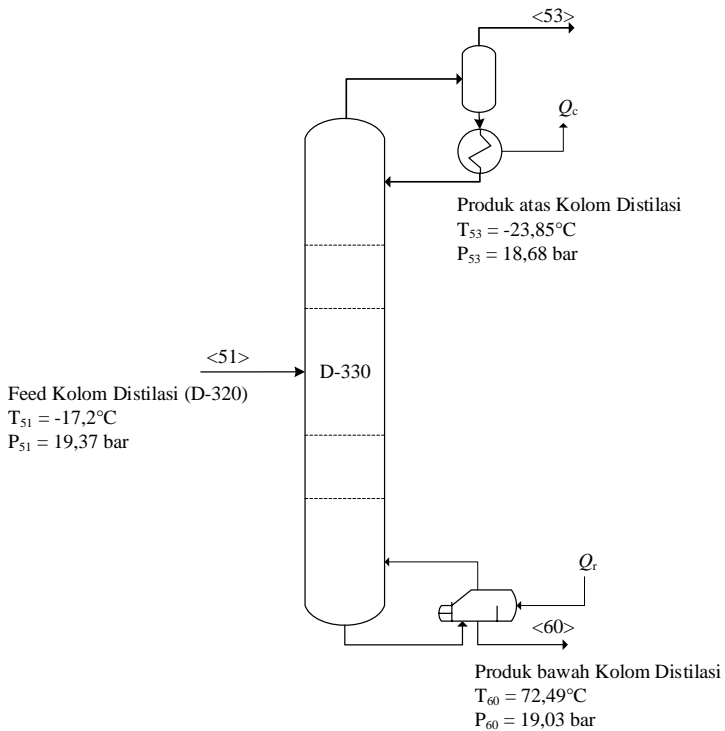 <53>
Qc
Produk atas Kolom Distilasi
T53 = -23,85°C
P53 = 18,68 bar
<51>
D-330
Feed Kolom Distilasi (D-320)
T51 = -17,2°C
P51 = 19,37 bar
Qr
<60>
Produk bawah Kolom Distilasi
T60 = 72,49°C
P60 = 19,03 bar